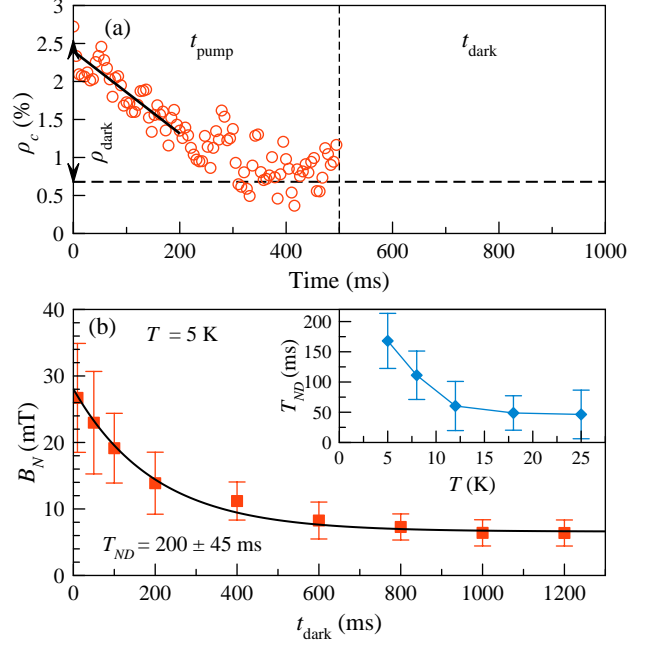 (a)
t_pump
t_dark
ρ_c (%)
3
2.5
2
1.5
1
0.5
0
ρ_dark
0 200 400 600 800 1000
Time (ms)
(b)
T = 5 K
B_N (mT)
40
30
20
10
0
T_ND = 200 ± 45 ms
0 200 400 600 800 1000 1200
t_dark (ms)
T_ND (ms)
200
150
100
50
0
0 5 10 15 20 25
T (K)